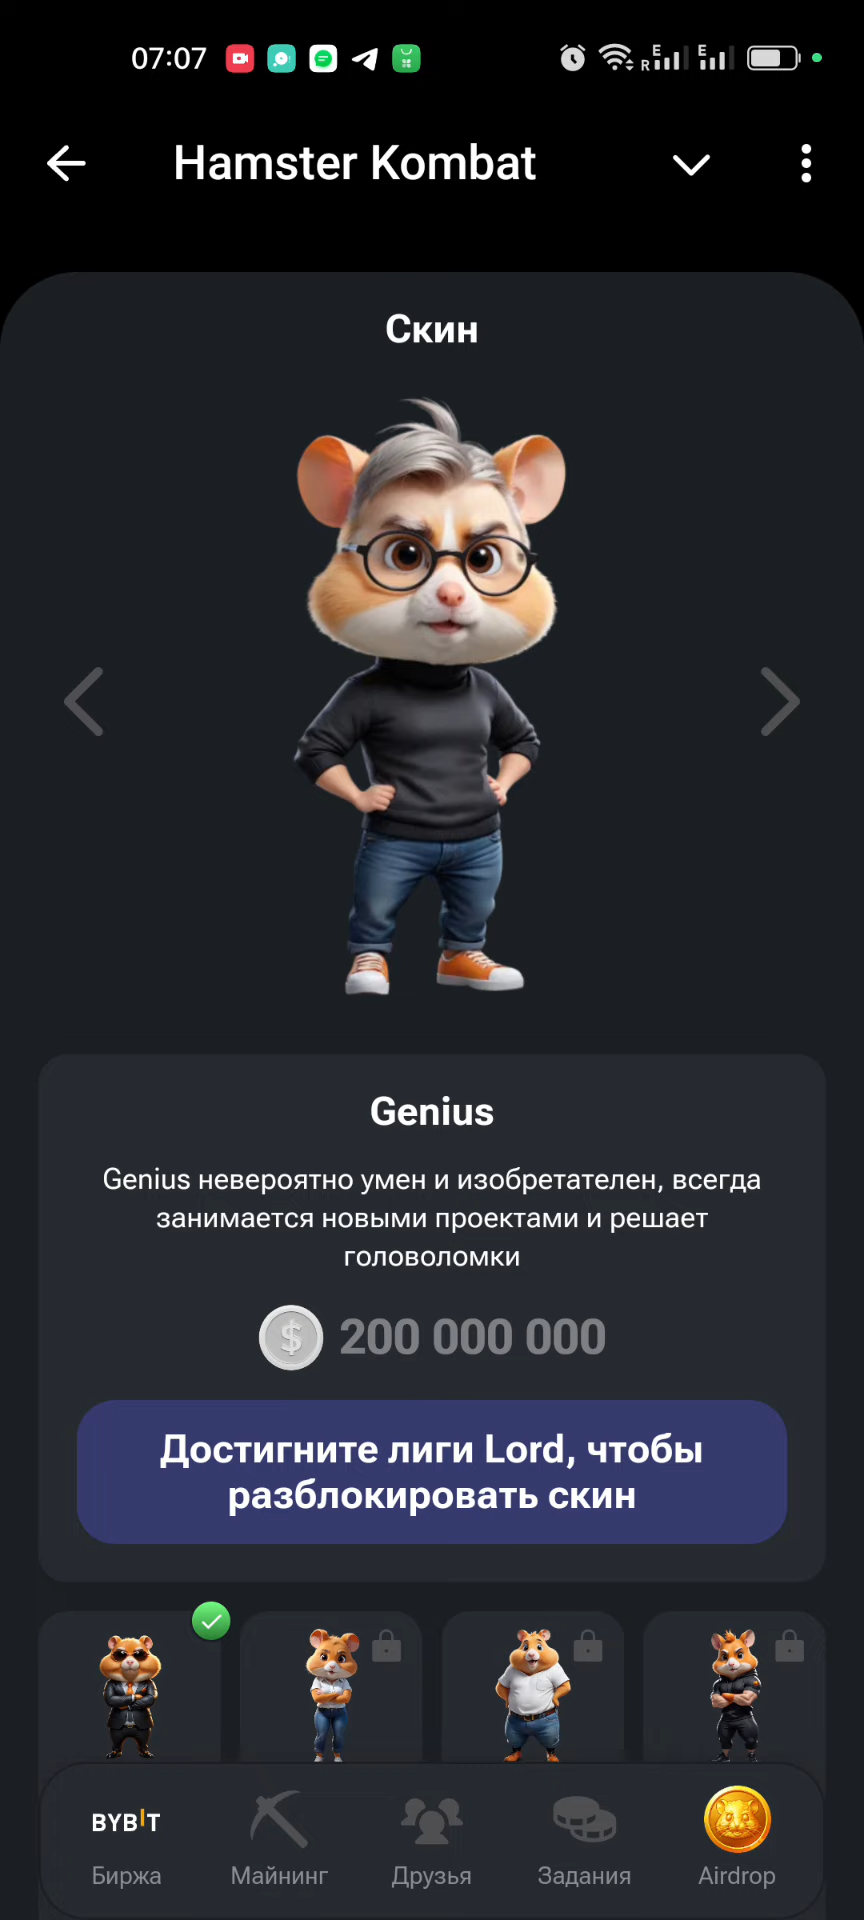 07:07
Hamster Kombat
Скин
Genius
Genius невероятно умен и изобретателен, всегда
занимается новыми проектами и решает
головоломки
200 000 000
Достигните лиги Lord, чтобы
разблокировать скин
BYBIT
Биржа
Майнинг
Друзья
Задания
Airdrop